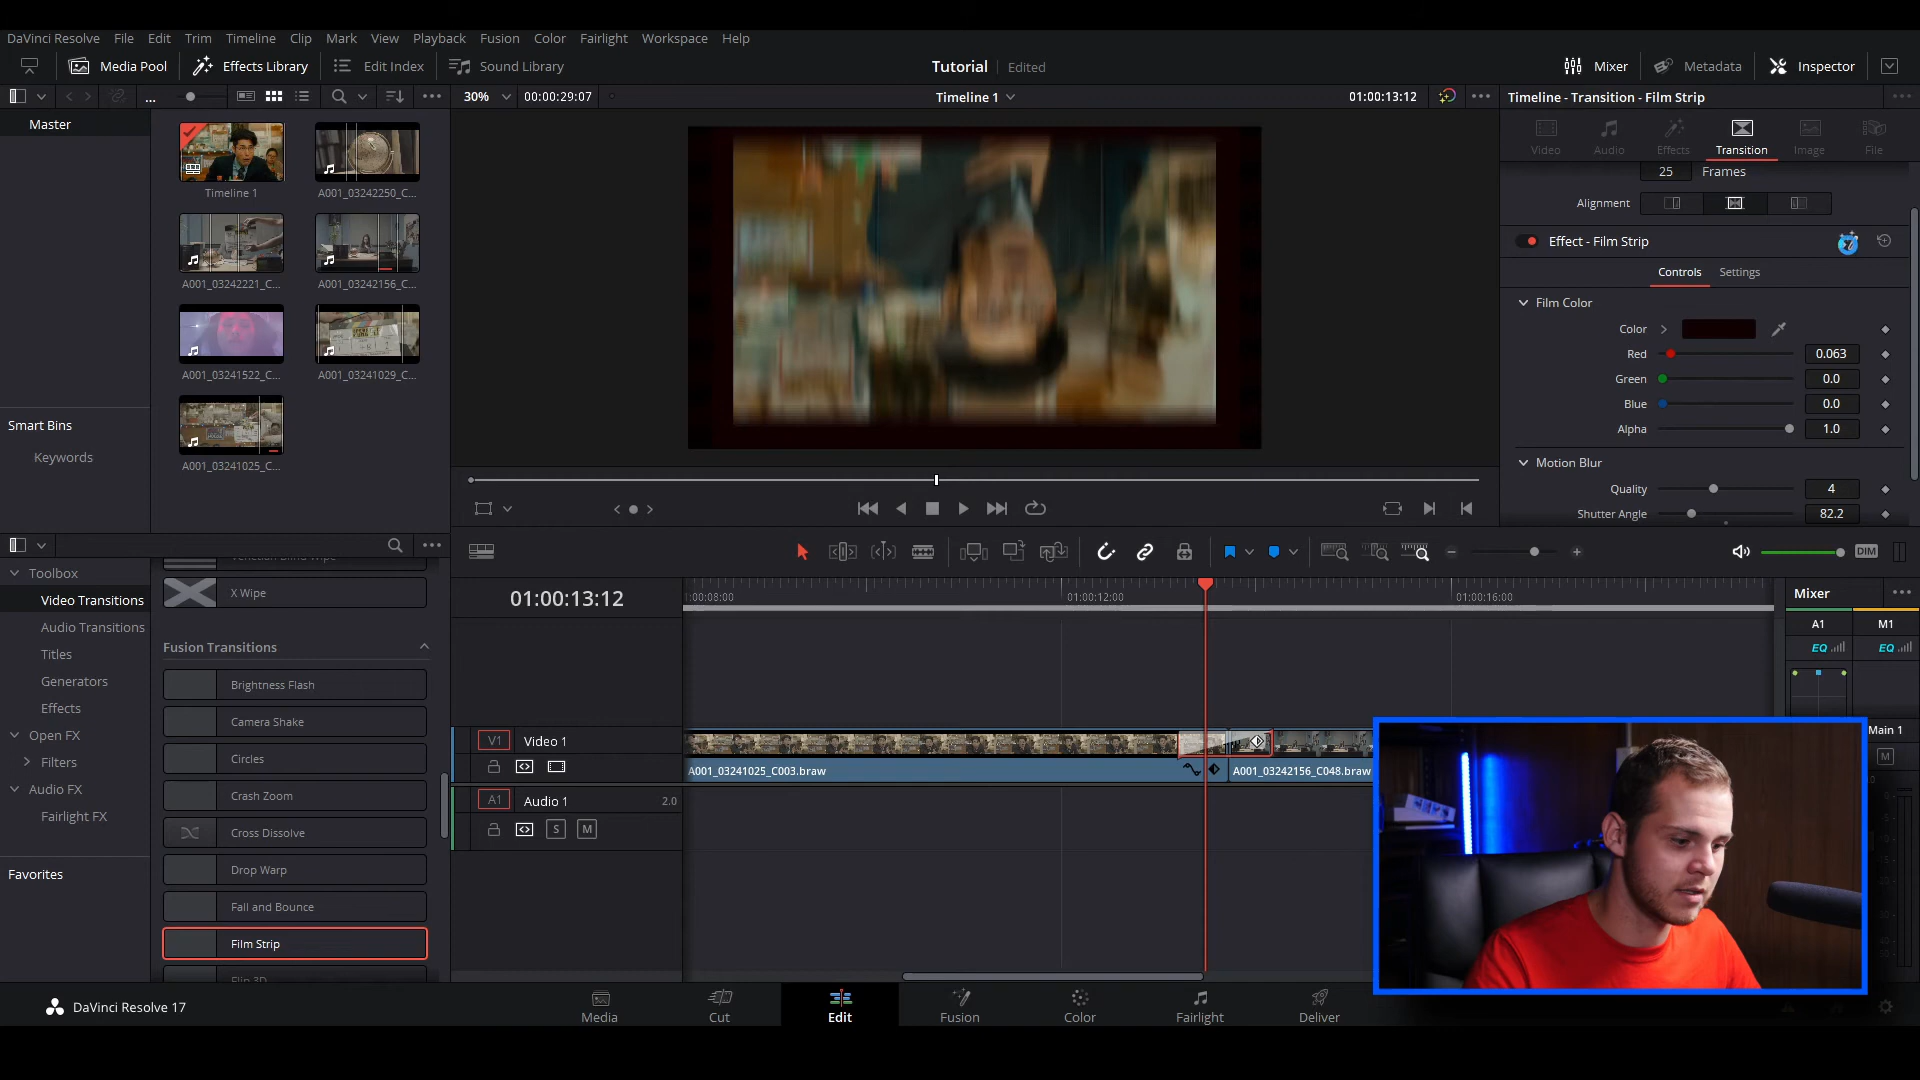 DaVinci Resolve File Edit Trim Timeline Clip Mark View Playback Fusion Color Fairlight Workspace Help
Media Pool Effects Library Edit Index Sound Library Tutorial Edited Mixer Metadata Inspector
... 30% 00:00:29:07 Timeline 1 01:00:13:12 Timeline - Transition - Film Strip
Master
Timeline 1
A001_03242250_C...
A001_03242221_C...
A001_03242156_C...
A001_03241522_C...
A001_03241029_C...
A001_03241025_C...
Smart Bins
Keywords
Video Audio Effects Transition Image File
25 Frames
Alignment
Effect - Film Strip
Controls Settings
Film Color
Color
Red 0.063
Green 0.0
Blue 0.0
Alpha 1.0
Motion Blur
Quality 4
Shutter Angle 82.2
DIM
Toolbox
Video Transitions
Audio Transitions
Titles
Generators
Effects
Open FX
Filters
Audio FX
Fairlight FX
Favorites
X Wipe
Fusion Transitions
Brightness Flash
Camera Shake
Circles
Crash Zoom
Cross Dissolve
Drop Warp
Fall and Bounce
Film Strip
Flip 3D
01:00:13:12
01:00:12:00
01:00:16:00
V1 Video 1
A001_03241025_C003.braw
A001_03242156_C048.braw
A1 Audio 1 2.0
S M
Mixer
A1 M1
EQ EQ
Main 1
M
DaVinci Resolve 17
Media Cut Edit Fusion Color Fairlight Deliver